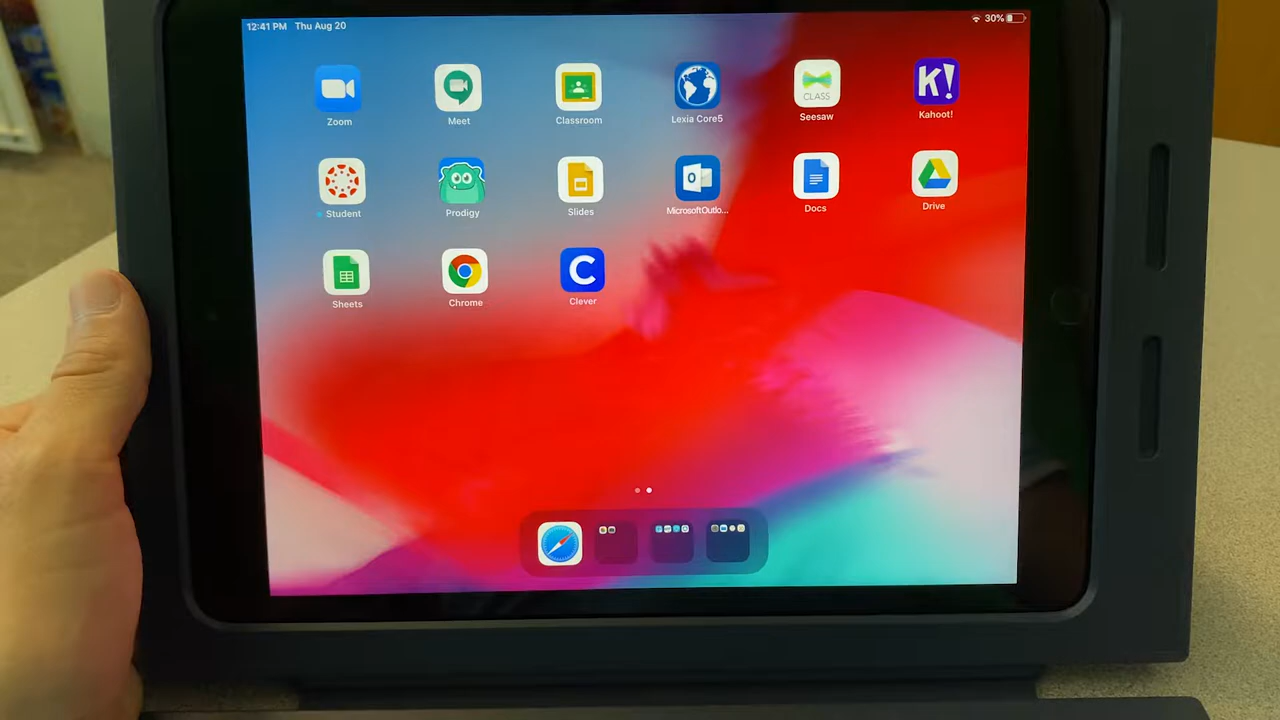 12:41 PM Thu Aug 20
30%
Zoom
Meet
Classroom
Lexia Core5
CLASS
Seesaw
K!
Kahoot!
Student
Prodigy
Slides
O
MicrosoftOutlo...
Docs
Drive
Sheets
Chrome
C
Clever